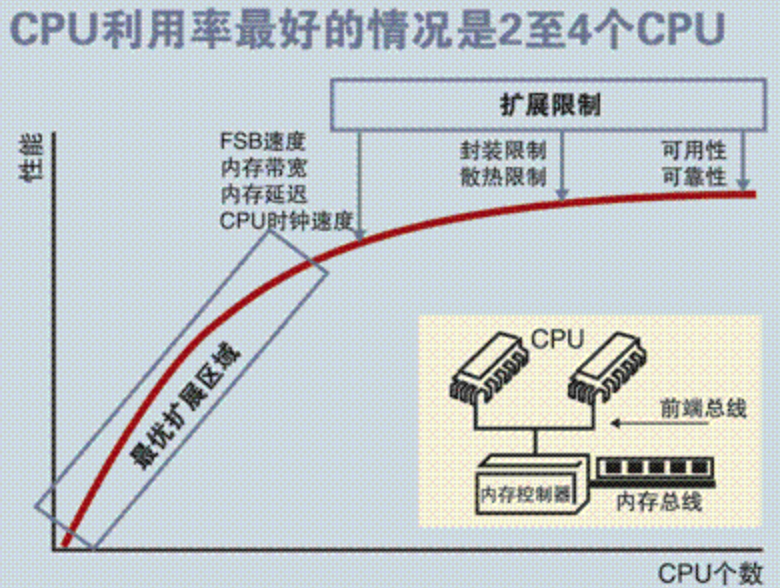 CPU利用率最好的情况是2至4个CPU
扩展限制
性能
FSB速度
内存带宽
内存延迟
CPU时钟速度
封装限制
散热限制
可用性
可靠性
最优扩展区域
CPU
前端总线
内存控制器
内存总线
CPU个数